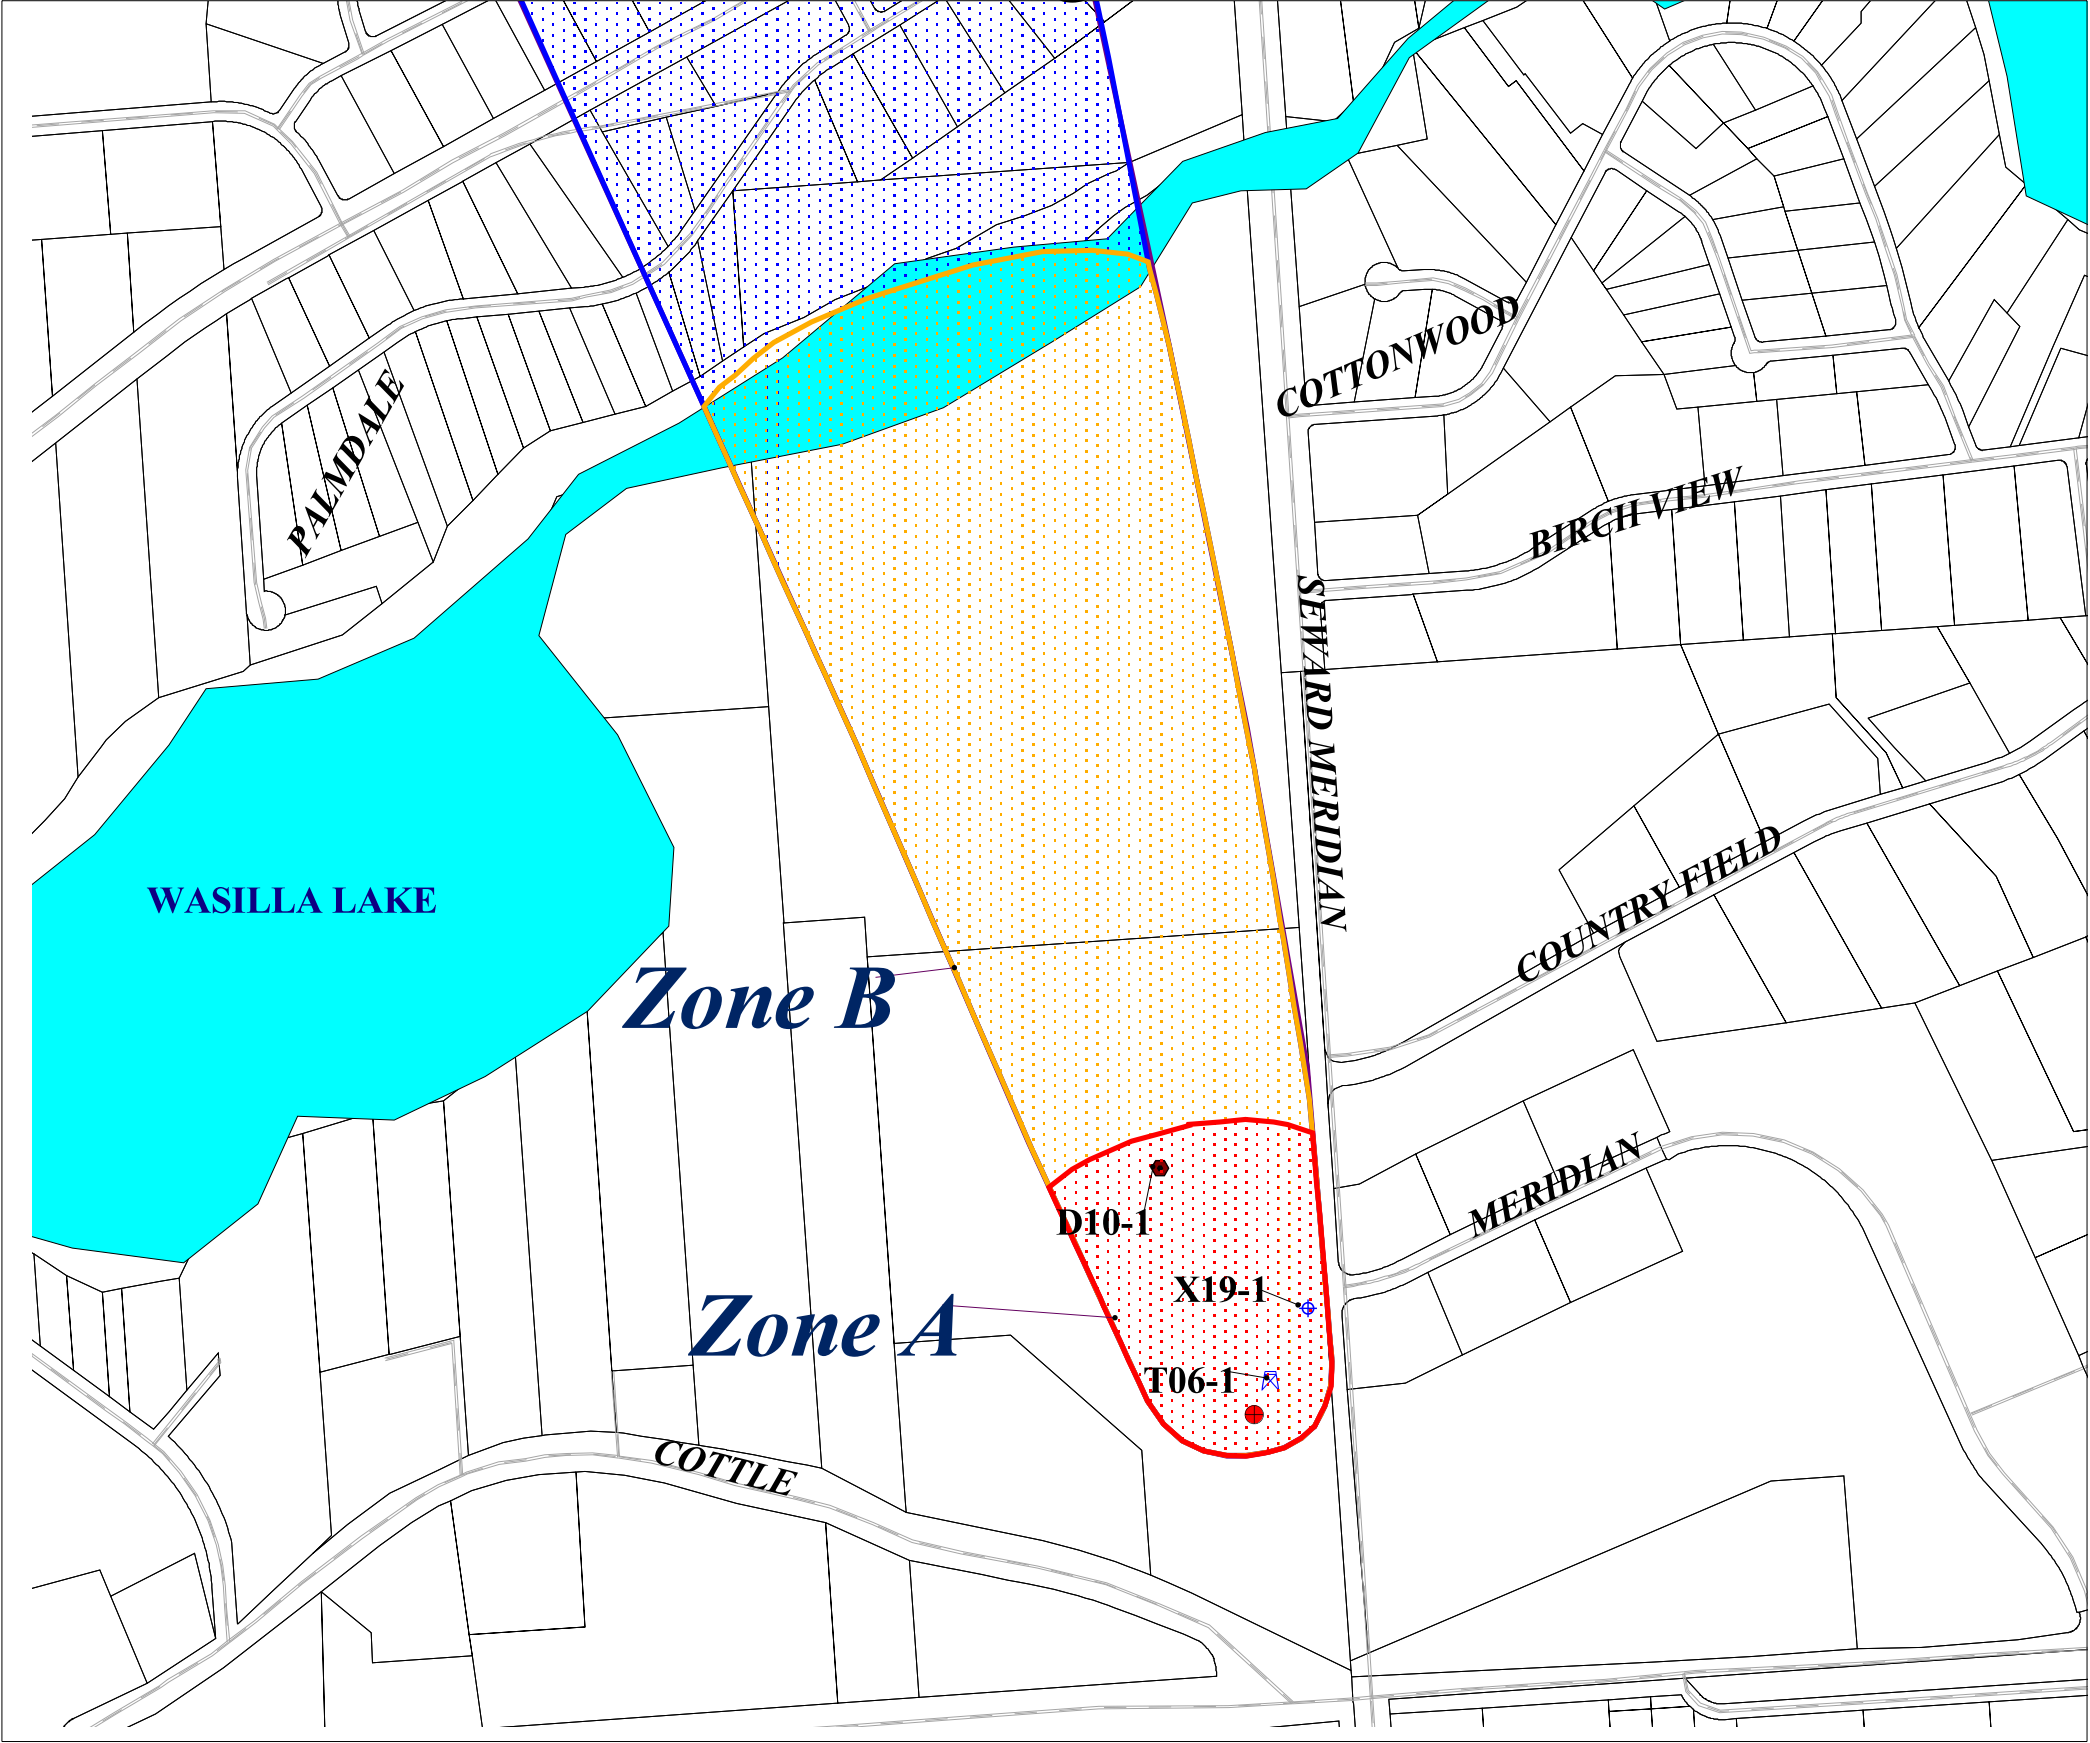 COTTONWOOD
PALMDALE
BIRCH VIEW
SEWARD MERIDIAN
COUNTRY FIELD
WASILLA LAKE
Zone B
MERIDIAN
D10-1
X19-1
Zone A
T06-1
COTTLE